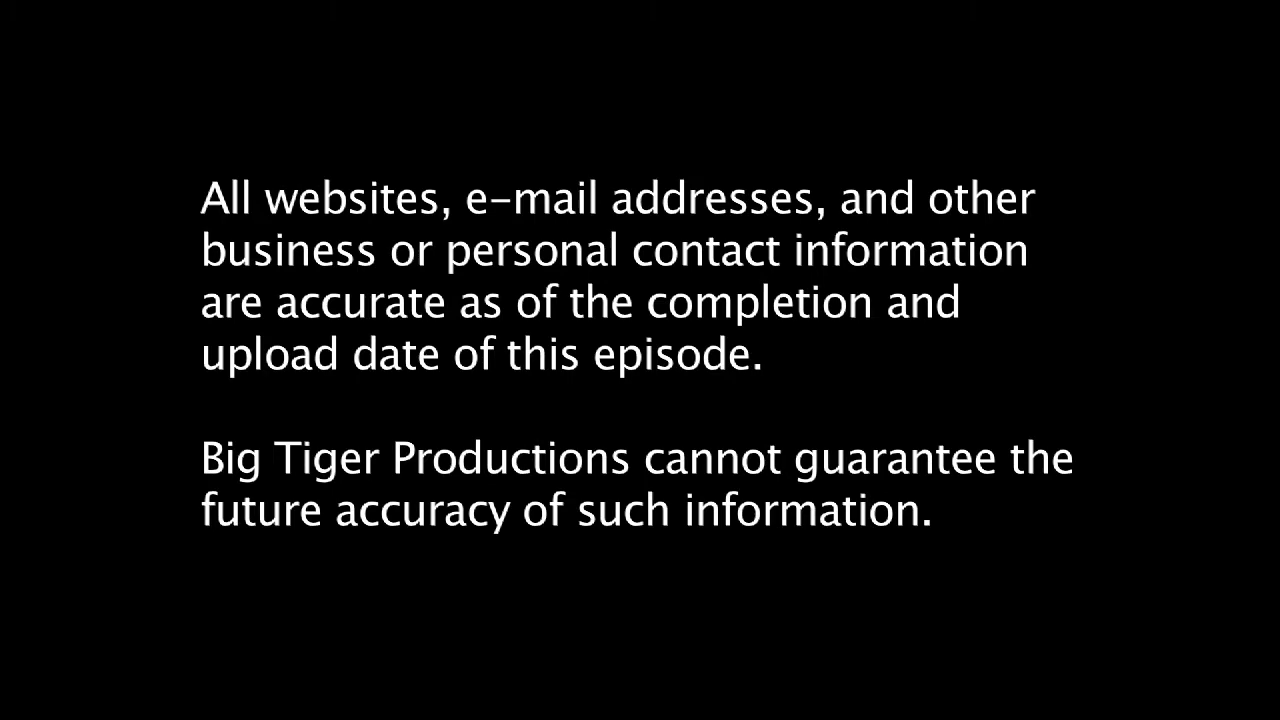 All websites, e-mail addresses, and other
business or personal contact information
are accurate as of the completion and
upload date of this episode.
Big Tiger Productions cannot guarantee the
future accuracy of such information.